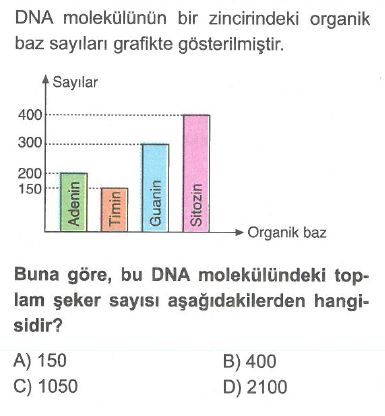 DNA molekülünün bir zincirindeki organik
baz sayıları grafikte gösterilmiştir.
Sayılar
400
300
200
150
Adenin
Timin
Guanin
Sitozin
Organik baz
Buna göre, bu DNA molekülündeki top-
lam şeker sayısı aşağıdakilerden hangi-
sidir?
A) 150 B) 400
C) 1050 D) 2100